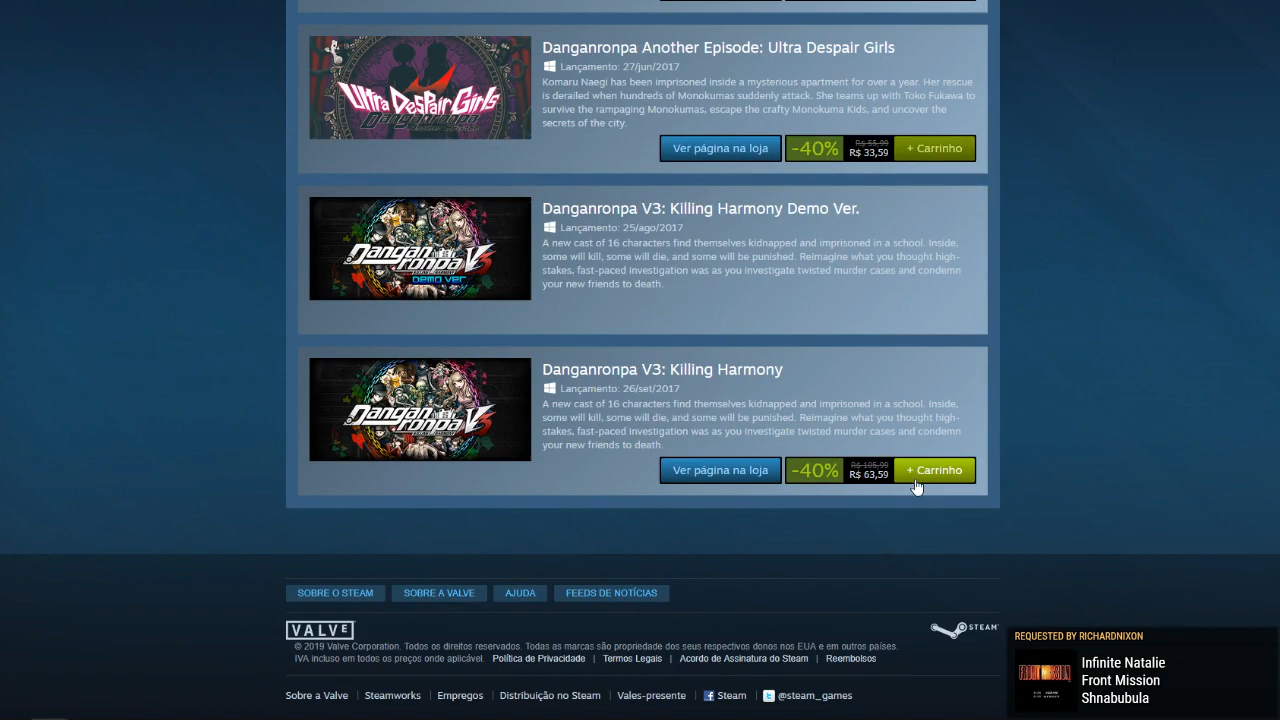 Danganronpa Another Episode: Ultra Despair Girls
Lançamento: 27/jun/2017
Komaru Naegi has been imprisoned inside a mysterious apartment for over a year. Her rescue
is derailed when hundreds of Monokumas suddenly attack. She teams up with Toko Fukawa to
survive the rampaging Monokumas, escape the crafty Monokuma Kids, and uncover the
secrets of the city.
ULTRA DESPAIR GIRLS
Danganronpa
Ver página na loja
-40%
R$ 55,99
R$ 33,59
+ Carrinho
Danganronpa V3: Killing Harmony Demo Ver.
Lançamento: 25/ago/2017
A new cast of 16 characters find themselves kidnapped and imprisoned in a school. Inside,
some will kill, some will die, and some will be punished. Reimagine what you thought high-
stakes, fast-paced investigation was as you investigate twisted murder cases and condemn
your new friends to death.
Danganronpa V3
DEMO VER.
Danganronpa V3: Killing Harmony
Lançamento: 26/set/2017
A new cast of 16 characters find themselves kidnapped and imprisoned in a school. Inside,
some will kill, some will die, and some will be punished. Reimagine what you thought high-
stakes, fast-paced investigation was as you investigate twisted murder cases and condemn
your new friends to death.
Danganronpa V3
Ver página na loja
-40%
R$ 105,99
R$ 63,59
+ Carrinho
SOBRE O STEAM
SOBRE A VALVE
AJUDA
FEEDS DE NOTÍCIAS
VALVE
STEAM
© 2019 Valve Corporation. Todos os direitos reservados. Todas as marcas são propriedade dos seus respectivos donos nos EUA e em outros países.
IVA incluso em todos os preços onde aplicável. Política de Privacidade | Termos Legais | Acordo de Assinatura do Steam | Reembolsos
Sobre a Valve | Steamworks | Empregos | Distribuição no Steam | Vales-presente | Steam | @steam_games
REQUESTED BY RICHARDNIXON
FRONT MISSION
Infinite Natalie
Front Mission
Shnabubula